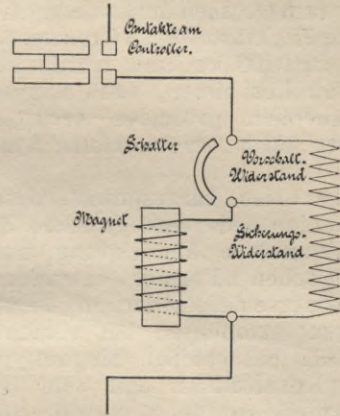 Contakte am
Controller.
Schalter
Vorschalt-
Widerstand
Magnet
Sicherungs-
Widerstand